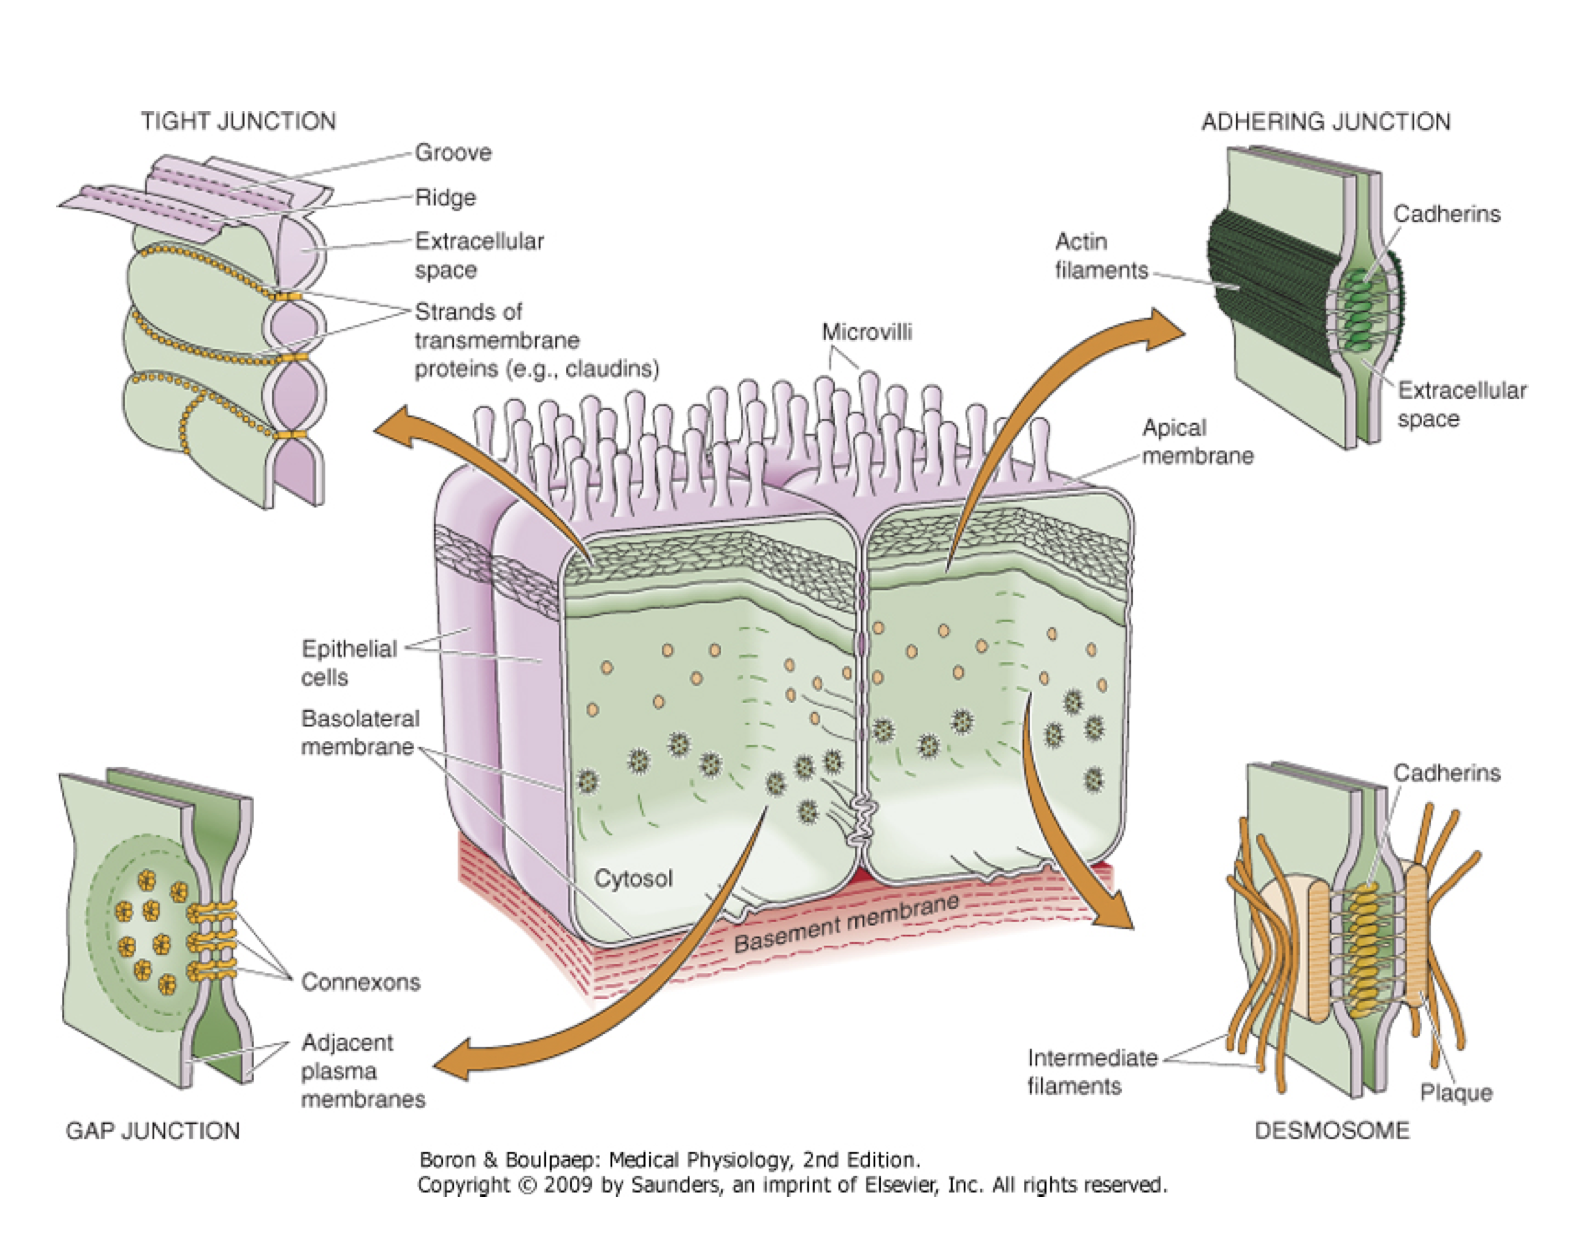 TIGHT JUNCTION
Groove
Ridge
Extracellular
space
Strands of
transmembrane
proteins (e.g., claudins)
Microvilli
ADHERING JUNCTION
Cadherins
Actin
filaments
Extracellular
space
Apical
membrane
Epithelial
cells
Basolateral
membrane
Cytosol
Basement membrane
Connexons
Adjacent
plasma
membranes
GAP JUNCTION
Cadherins
Intermediate
filaments
Plaque
DESMOSOME
Boron & Boulpaep: Medical Physiology, 2nd Edition.
Copyright © 2009 by Saunders, an imprint of Elsevier, Inc. All rights reserved.